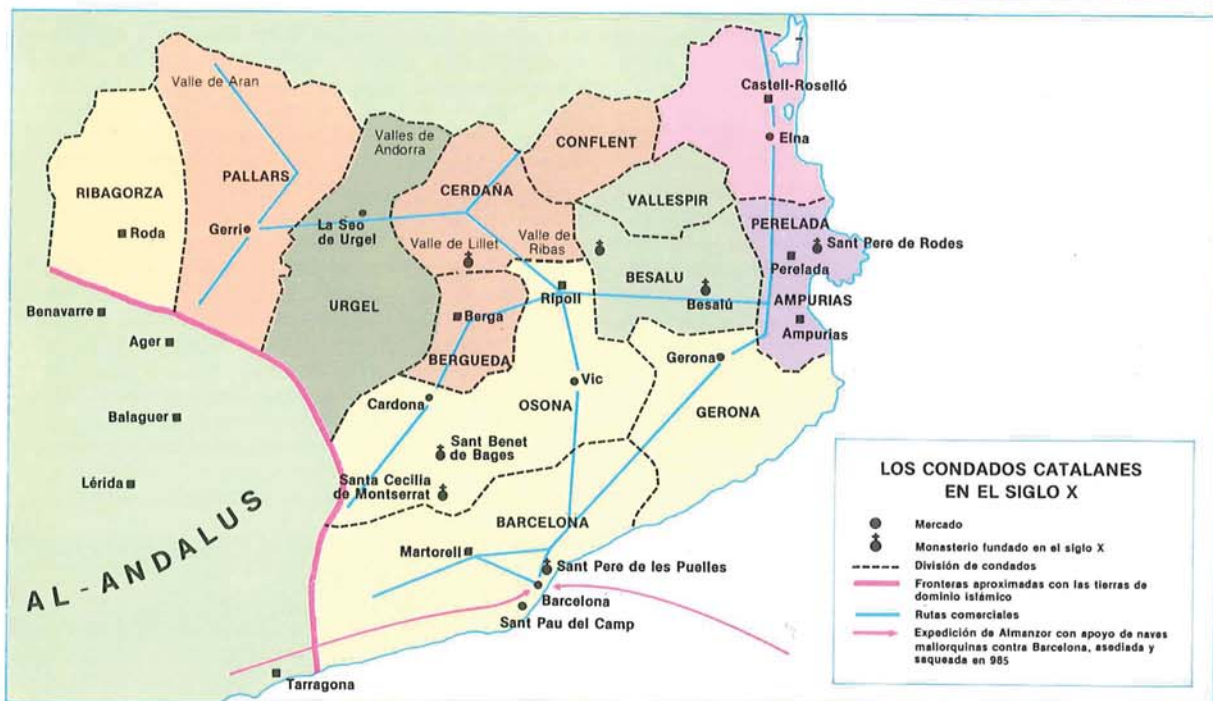 Valle de Aran
Castell-Roselló
Valles de
Andorra
CONFLENT
Elna
PALLARS
RIBAGORZA
CERDAÑA
VALLESPIR
PERELADA
Roda
Gerri
La Seo
de Urgel
Valle de Lillet
Valle de
Ribas
Sant Pere de Rodes
Perelada
BESALU
Besalú
AMPURIAS
Ampurias
Ripoll
URGEL
Benavarre
Berga
Ager
BERGUEDA
Gerona
Vic
Cardona
OSONA
GERONA
Balaguer
Sant Benet
de Bages
Lérida
Santa Cecilia
de Montserrat
BARCELONA
AL-ANDALUS
Martorell
Sant Pere de les Puelles
Barcelona
Sant Pau del Camp
Tarragona
LOS CONDADOS CATALANES
EN EL SIGLO X
Mercado
Monasterio fundado en el siglo X
División de condados
Fronteras aproximadas con las tierras de
dominio islámico
Rutas comerciales
Expedición de Almanzor con apoyo de naves
mallorquinas contra Barcelona, asediada y
saqueada en 985